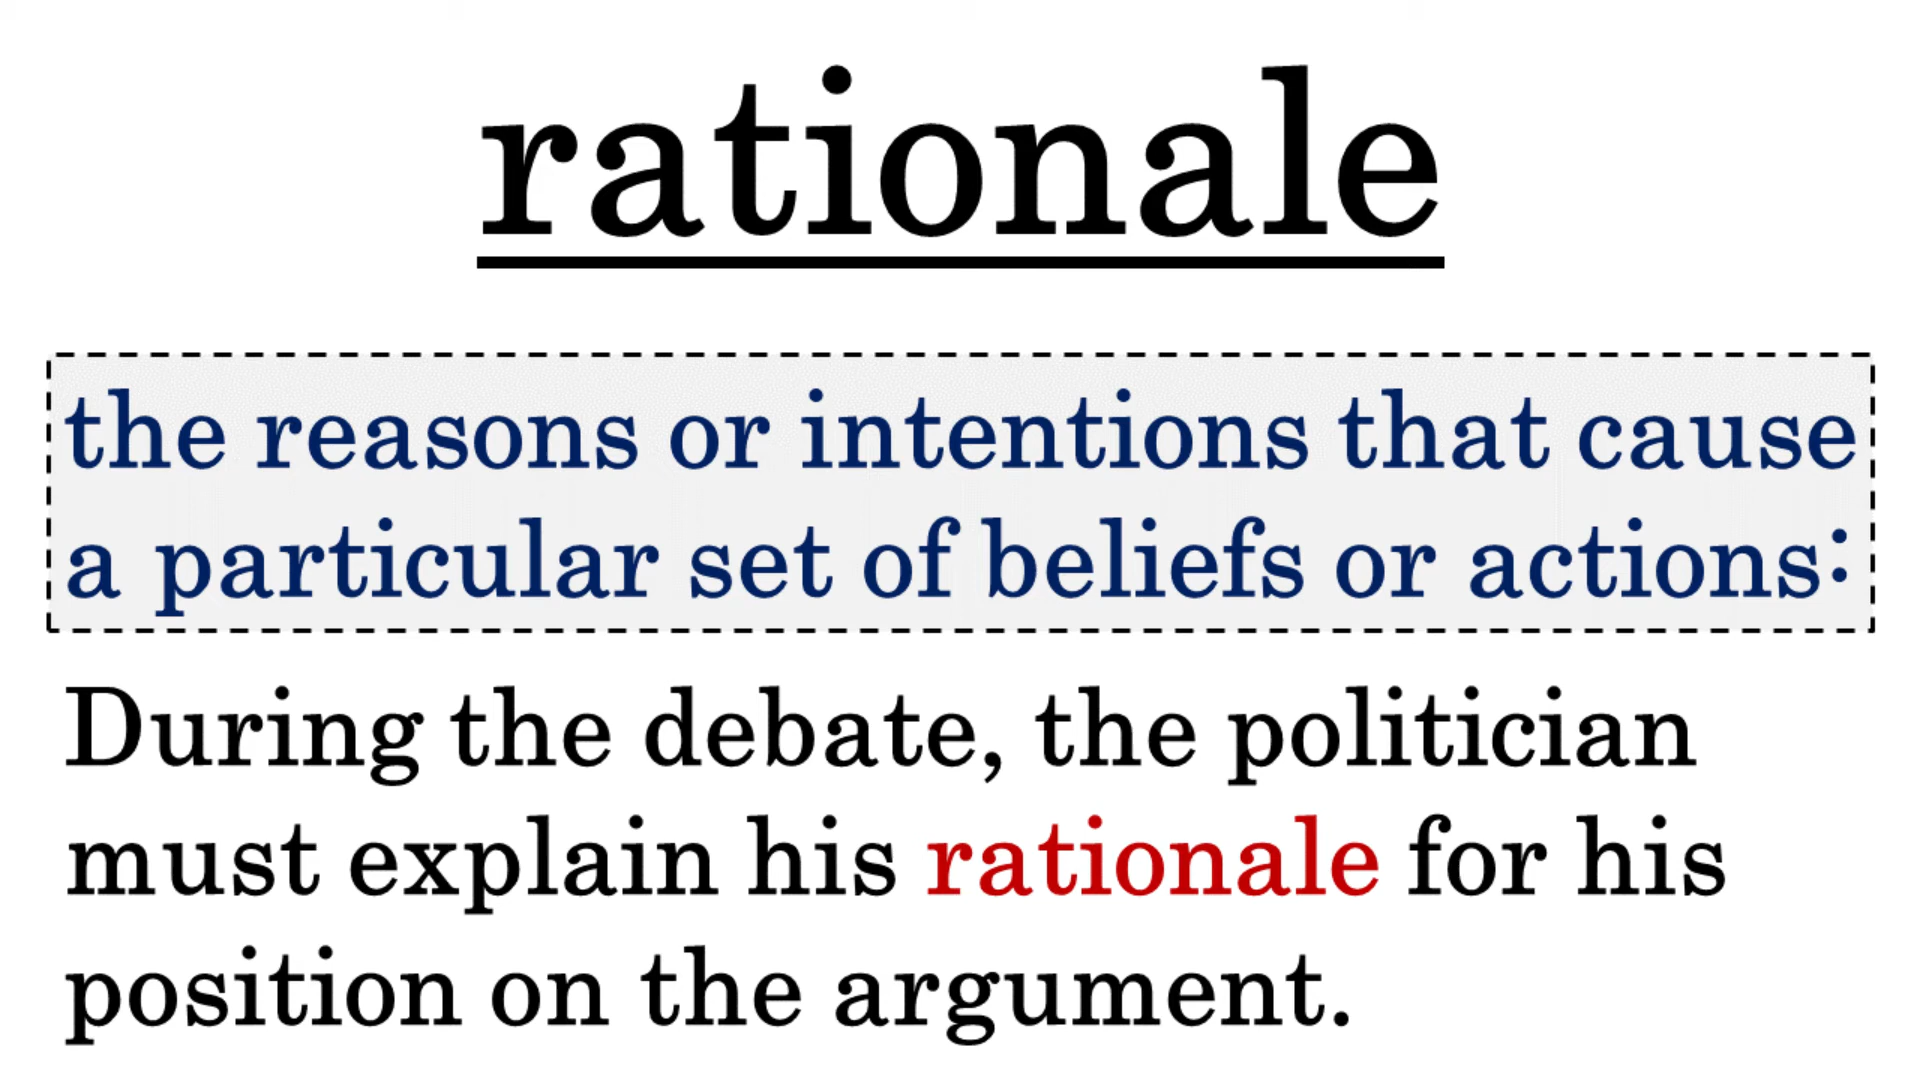 rationale
the reasons or intentions that cause
a particular set of beliefs or actions:
During the debate, the politician
must explain his rationale for his
position on the argument.